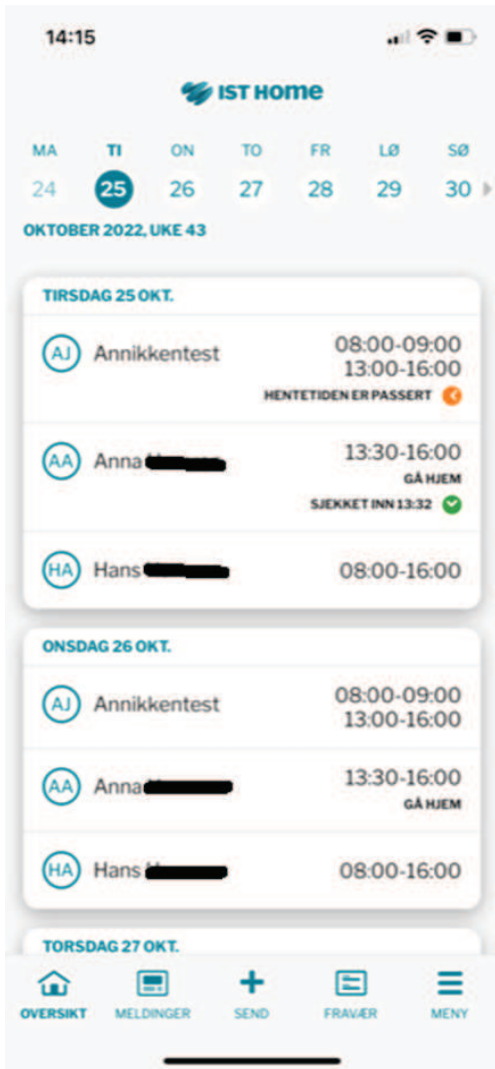 14:15
IST Home
MA TI ON TO FR LØ SØ
24 25 26 27 28 29 30
OKTOBER 2022, UKE 43
TIRSDAG 25 OKT.
AJ Annikkentest 08:00-09:00
13:00-16:00
HENTETIDEN ER PASSERT
AA Anna 13:30-16:00
GÅ HJEM
SJEKKET INN 13:32
HA Hans 08:00-16:00
ONSDAG 26 OKT.
AJ Annikkentest 08:00-09:00
13:00-16:00
AA Anna 13:30-16:00
GÅ HJEM
HA Hans 08:00-16:00
TORSDAG 27 OKT.
OVERSIKT MELDINGER SEND FRAVÆR MENY